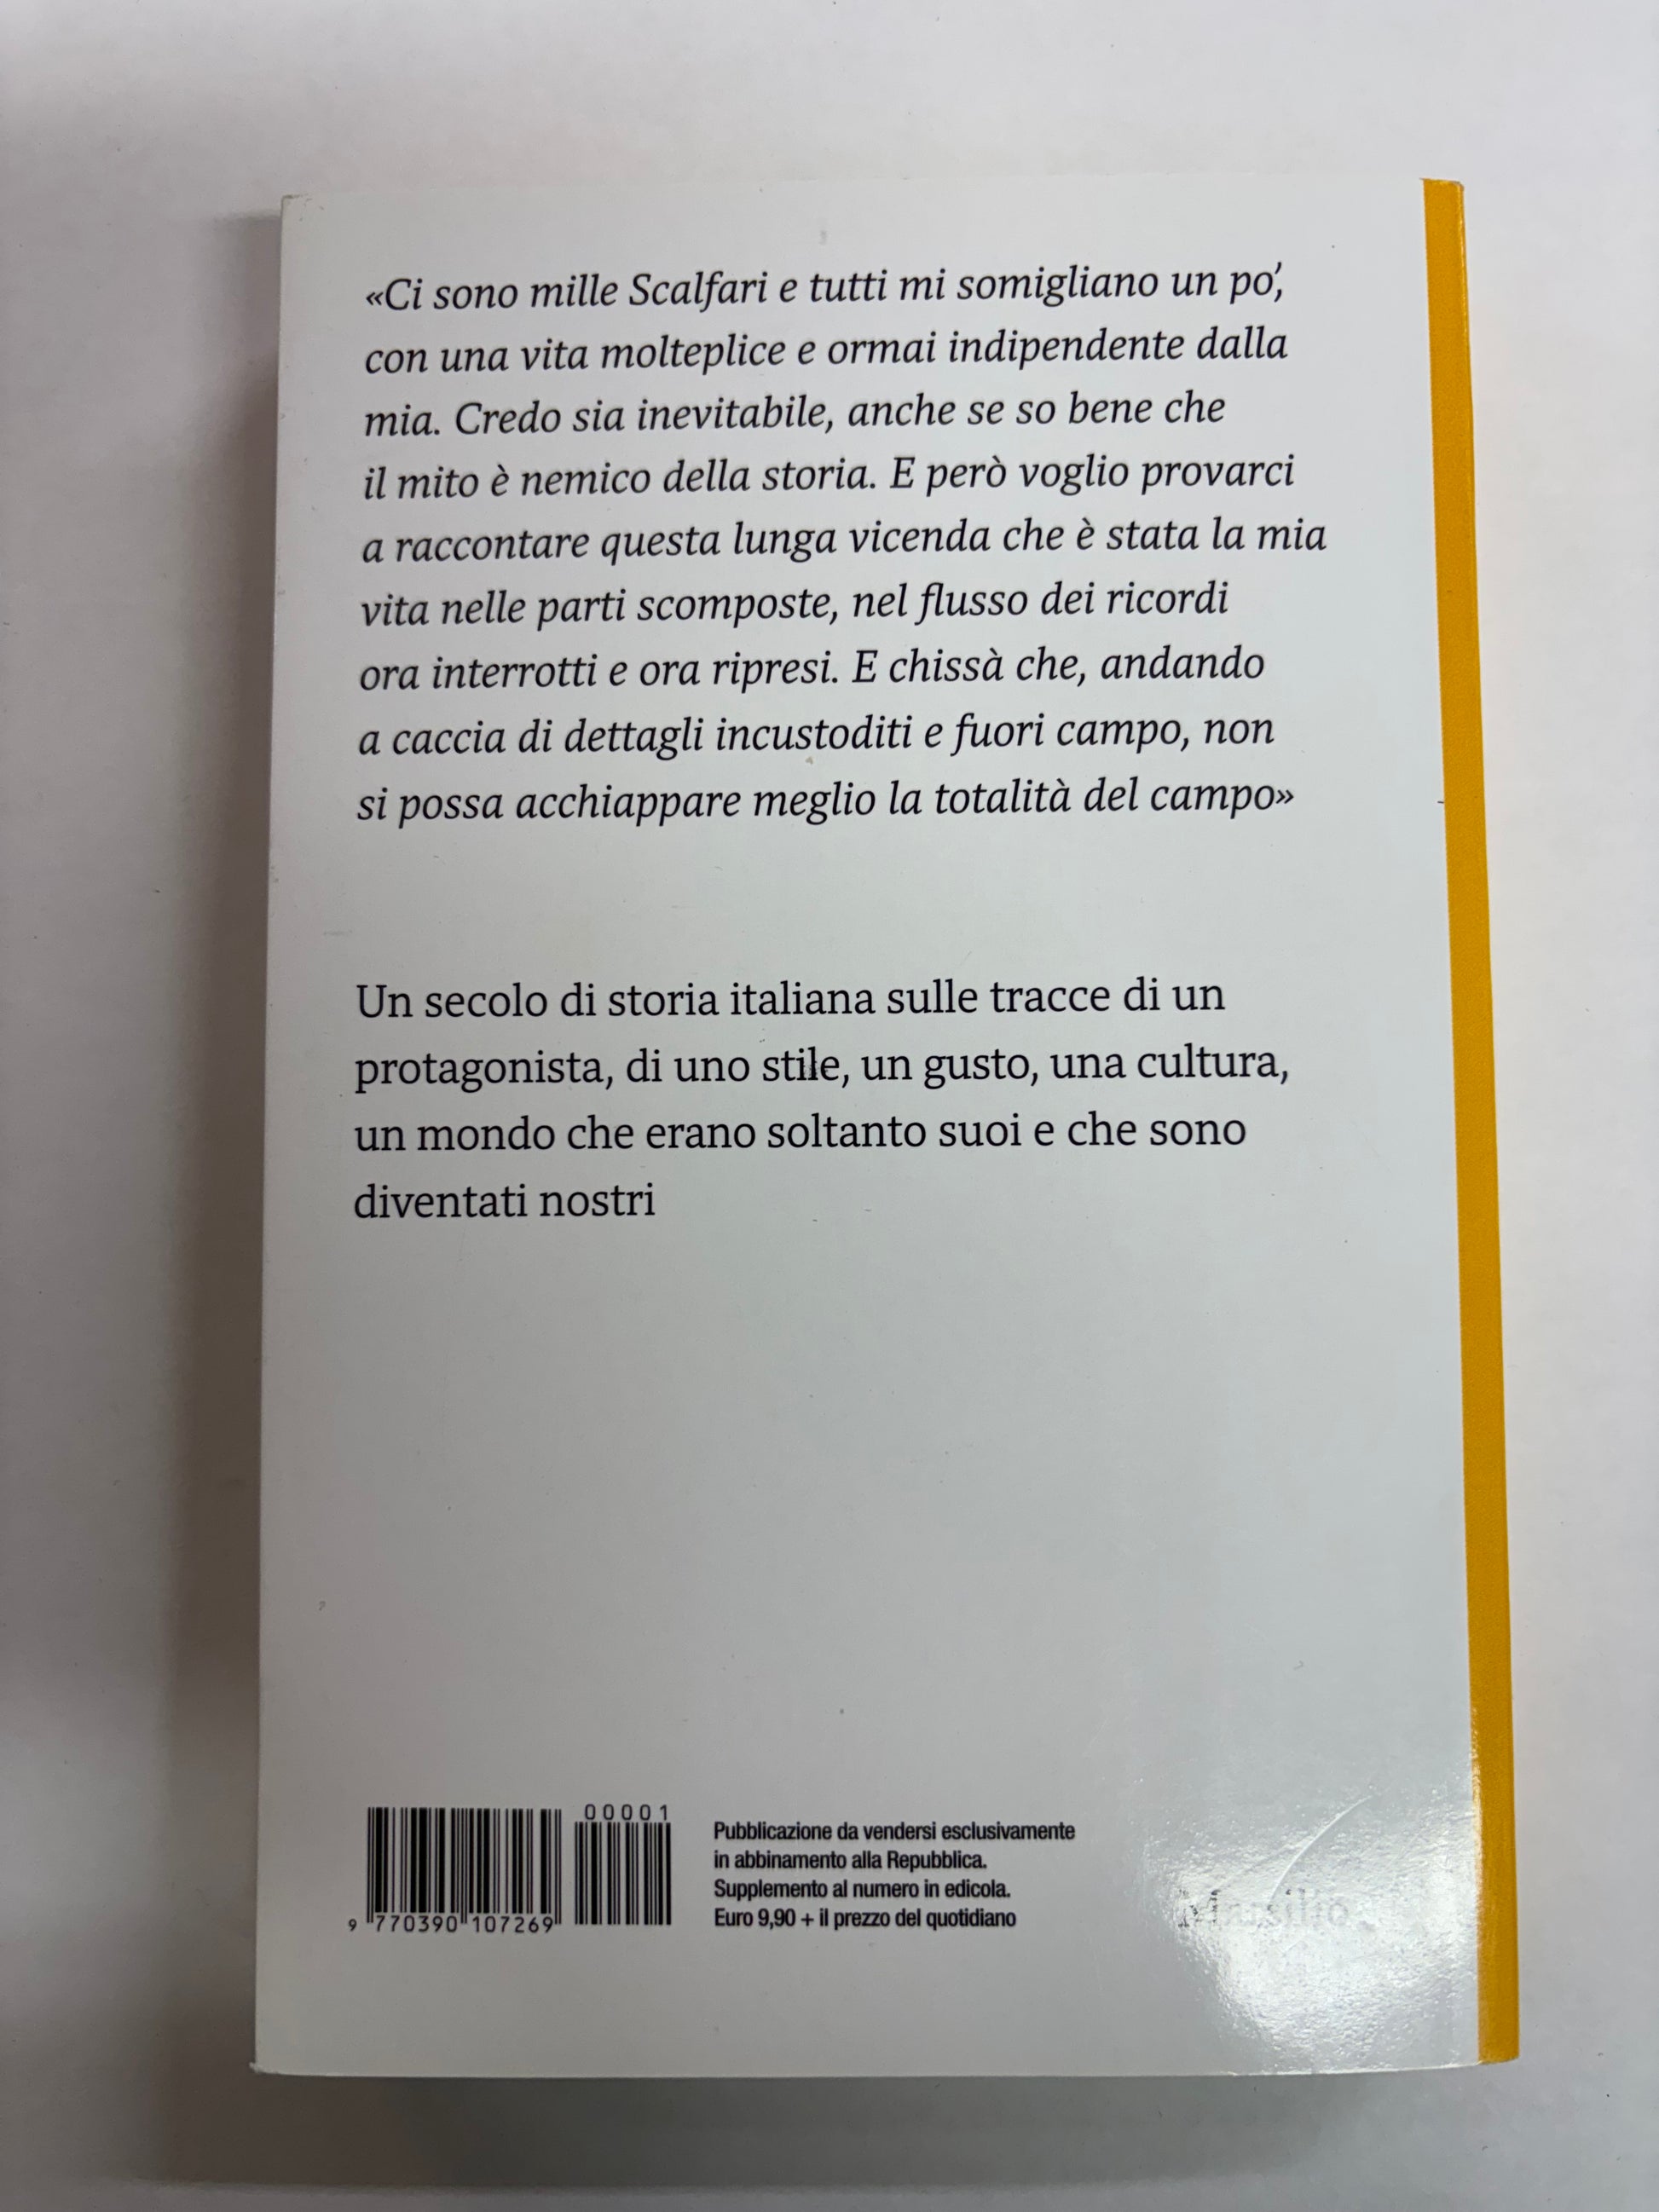 «Ci sono mille Scalfari e tutti mi somigliano un po’,
con una vita molteplice e ormai indipendente dalla
mia. Credo sia inevitabile, anche se so bene che
il mito è nemico della storia. E però voglio provarci
a raccontare questa lunga vicenda che è stata la mia
vita nelle parti scomposte, nel flusso dei ricordi
ora interrotti e ora ripresi. E chissà che, andando
a caccia di dettagli incustoditi e fuori campo, non
si possa acchiappare meglio la totalità del campo»
Un secolo di storia italiana sulle tracce di un
protagonista, di uno stile, un gusto, una cultura,
un mondo che erano soltanto suoi e che sono
diventati nostri
00001
9 770390 107269
Pubblicazione da vendersi esclusivamente
in abbinamento alla Repubblica.
Supplemento al numero in edicola.
Euro 9,90 + il prezzo del quotidiano